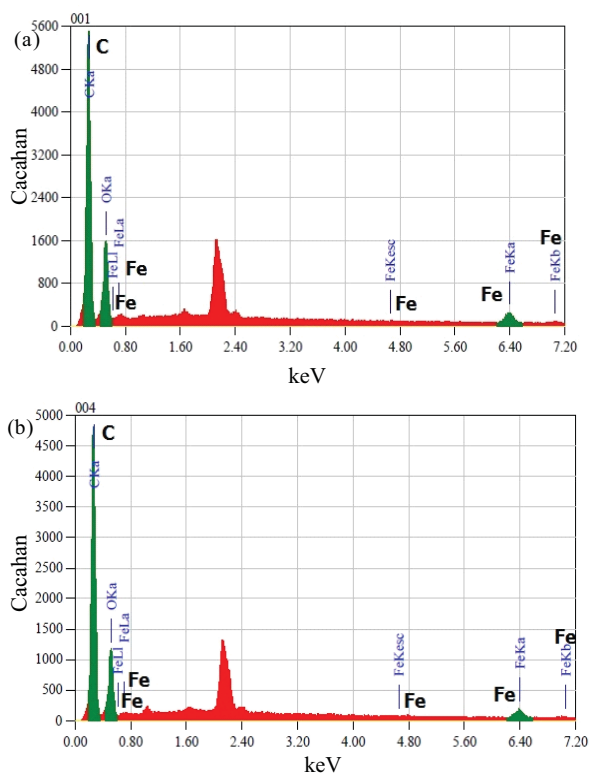 (a)
001
5600
4800
4000
3200
2400
1600
800
0
Cacahan
C
CKa
OKa
FeLl
FeLa
Fe
Fe
FeKesc
Fe
Fe
FeKa
Fe
FeKb
0.00 0.80 1.60 2.40 3.20 4.00 4.80 5.60 6.40 7.20
keV
(b)
004
5000
4500
4000
3500
3000
2500
2000
1500
1000
500
0
Cacahan
C
CKa
OKa
FeLl
FeLa
Fe
Fe
FeKesc
Fe
Fe
FeKa
Fe
FeKb
0.00 0.80 1.60 2.40 3.20 4.00 4.80 5.60 6.40 7.20
keV